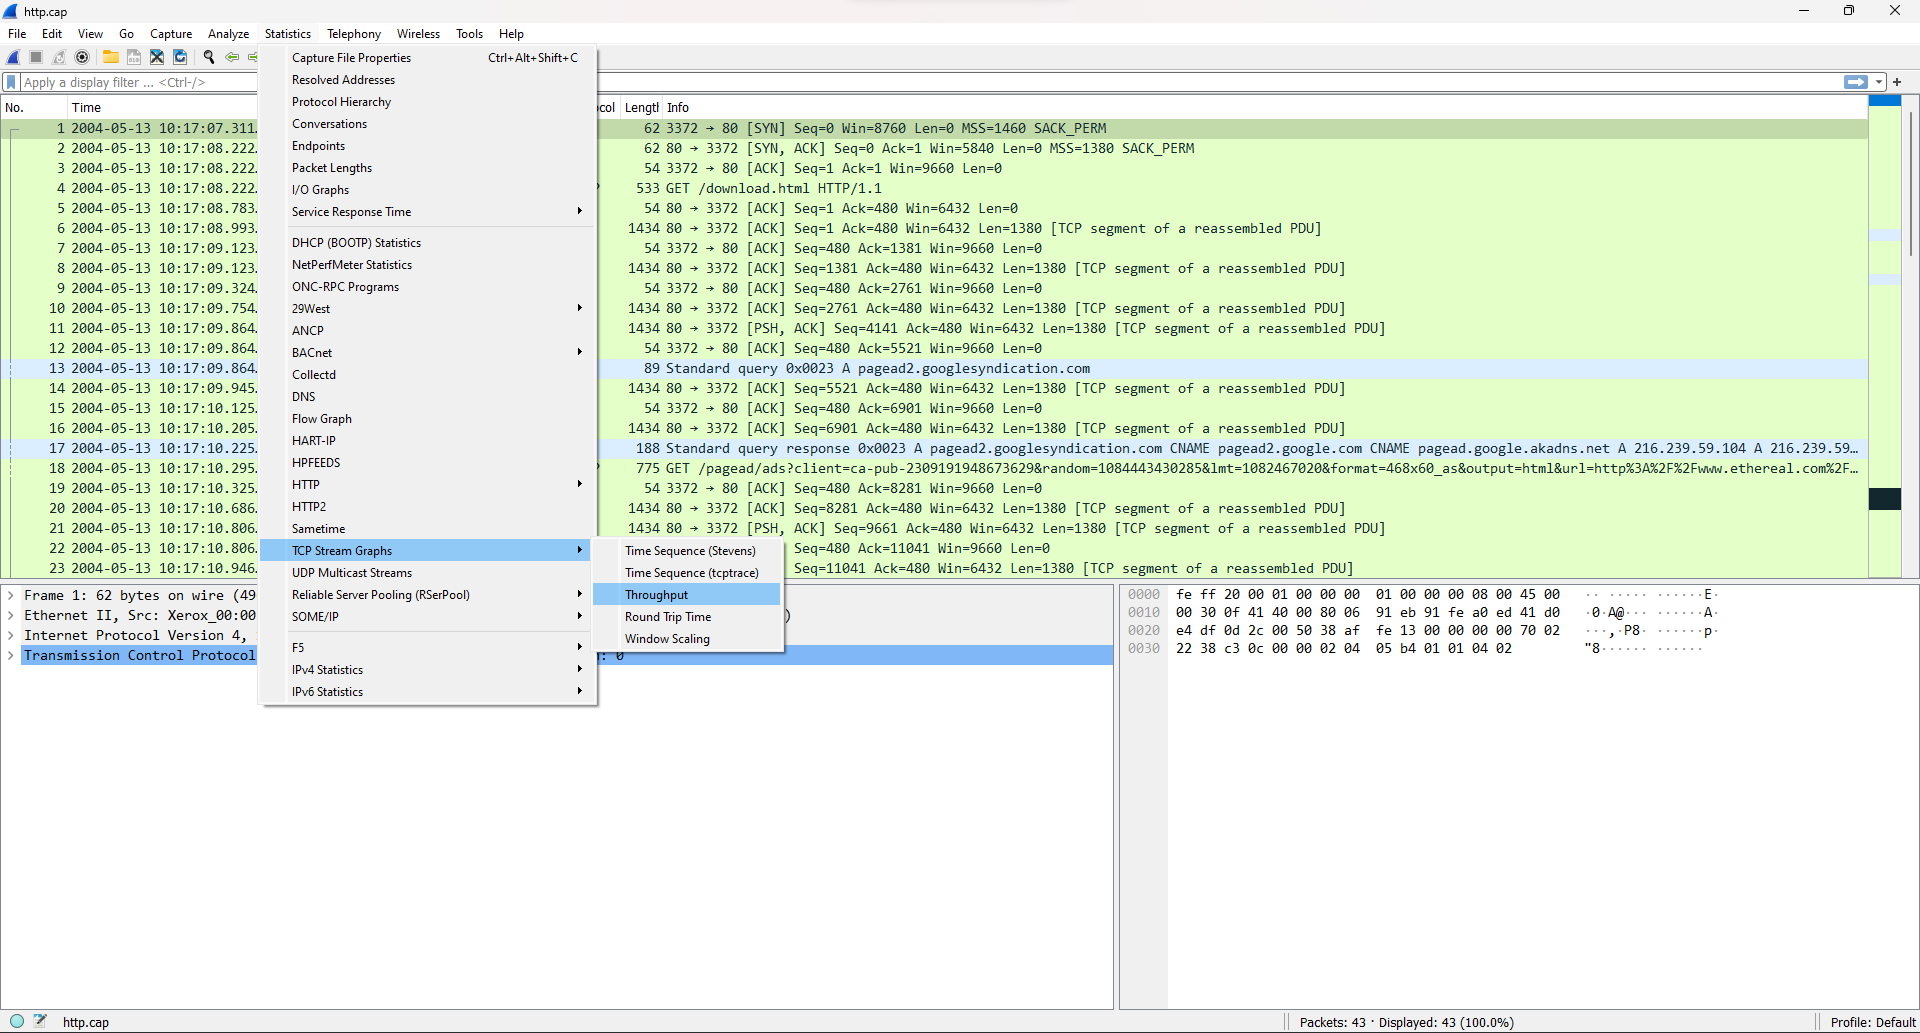 http.cap
File Edit View Go Capture Analyze Statistics Telephony Wireless Tools Help
Apply a display filter ... <Ctrl-/>
No. Time ocol Lengtl Info
1 2004-05-13 10:17:07.311. 62 3372 → 80 [SYN] Seq=0 Win=8760 Len=0 MSS=1460 SACK_PERM
2 2004-05-13 10:17:08.222. 62 80 → 3372 [SYN, ACK] Seq=0 Ack=1 Win=5840 Len=0 MSS=1380 SACK_PERM
3 2004-05-13 10:17:08.222. 54 3372 → 80 [ACK] Seq=1 Ack=1 Win=9660 Len=0
4 2004-05-13 10:17:08.222. 533 GET /download.html HTTP/1.1
5 2004-05-13 10:17:08.783. 54 80 → 3372 [ACK] Seq=1 Ack=480 Win=6432 Len=0
6 2004-05-13 10:17:08.993. 1434 80 → 3372 [ACK] Seq=1 Ack=480 Win=6432 Len=1380 [TCP segment of a reassembled PDU]
7 2004-05-13 10:17:09.123. 54 3372 → 80 [ACK] Seq=480 Ack=1381 Win=9660 Len=0
8 2004-05-13 10:17:09.123. 1434 80 → 3372 [ACK] Seq=1381 Ack=480 Win=6432 Len=1380 [TCP segment of a reassembled PDU]
9 2004-05-13 10:17:09.324. 54 3372 → 80 [ACK] Seq=480 Ack=2761 Win=9660 Len=0
10 2004-05-13 10:17:09.754. 1434 80 → 3372 [ACK] Seq=2761 Ack=480 Win=6432 Len=1380 [TCP segment of a reassembled PDU]
11 2004-05-13 10:17:09.864. 1434 80 → 3372 [PSH, ACK] Seq=4141 Ack=480 Win=6432 Len=1380 [TCP segment of a reassembled PDU]
12 2004-05-13 10:17:09.864. 54 3372 → 80 [ACK] Seq=480 Ack=5521 Win=9660 Len=0
13 2004-05-13 10:17:09.864. 89 Standard query 0x0023 A pagead2.googlesyndication.com
14 2004-05-13 10:17:09.945. 1434 80 → 3372 [ACK] Seq=5521 Ack=480 Win=6432 Len=1380 [TCP segment of a reassembled PDU]
15 2004-05-13 10:17:10.125. 54 3372 → 80 [ACK] Seq=480 Ack=6901 Win=9660 Len=0
16 2004-05-13 10:17:10.205. 1434 80 → 3372 [ACK] Seq=6901 Ack=480 Win=6432 Len=1380 [TCP segment of a reassembled PDU]
17 2004-05-13 10:17:10.225. 188 Standard query response 0x0023 A pagead2.googlesyndication.com CNAME pagead2.google.com CNAME pagead.google.akadns.net A 216.239.59.104 A 216.239.59…
18 2004-05-13 10:17:10.295. 775 GET /pagead/ads?client=ca-pub-2309191948673629&random=1084443430285&lmt=1082467020&format=468x60_as&output=html&url=http%3A%2F%2Fwww.ethereal.com%2F…
19 2004-05-13 10:17:10.325. 54 3372 → 80 [ACK] Seq=480 Ack=8281 Win=9660 Len=0
20 2004-05-13 10:17:10.686. 1434 80 → 3372 [ACK] Seq=8281 Ack=480 Win=6432 Len=1380 [TCP segment of a reassembled PDU]
21 2004-05-13 10:17:10.806. 1434 80 → 3372 [PSH, ACK] Seq=9661 Ack=480 Win=6432 Len=1380 [TCP segment of a reassembled PDU]
22 2004-05-13 10:17:10.806. Seq=480 Ack=11041 Win=9660 Len=0
23 2004-05-13 10:17:10.946. Seq=11041 Ack=480 Win=6432 Len=1380 [TCP segment of a reassembled PDU]
Capture File Properties Ctrl+Alt+Shift+C
Resolved Addresses
Protocol Hierarchy
Conversations
Endpoints
Packet Lengths
I/O Graphs
Service Response Time
DHCP (BOOTP) Statistics
NetPerfMeter Statistics
ONC-RPC Programs
29West
ANCP
BACnet
Collectd
DNS
Flow Graph
HART-IP
HPFEEDS
HTTP
HTTP2
Sametime
TCP Stream Graphs
UDP Multicast Streams
Reliable Server Pooling (RSerPool)
SOME/IP
F5
IPv4 Statistics
IPv6 Statistics
Time Sequence (Stevens)
Time Sequence (tcptrace)
Throughput
Round Trip Time
Window Scaling
Frame 1: 62 bytes on wire (49
Ethernet II, Src: Xerox_00:00 )
Internet Protocol Version 4,
Transmission Control Protocol : 0
0000 fe ff 20 00 01 00 00 00 01 00 00 00 08 00 45 00 ·· ····· ······E·
0010 00 30 0f 41 40 00 80 06 91 eb 91 fe a0 ed 41 d0 ·0·A@··· ······A·
0020 e4 df 0d 2c 00 50 38 af fe 13 00 00 00 00 70 02 ···,·P8· ······p·
0030 22 38 c3 0c 00 00 02 04 05 b4 01 01 04 02 "8······ ······
http.cap Packets: 43 · Displayed: 43 (100.0%) Profile: Default